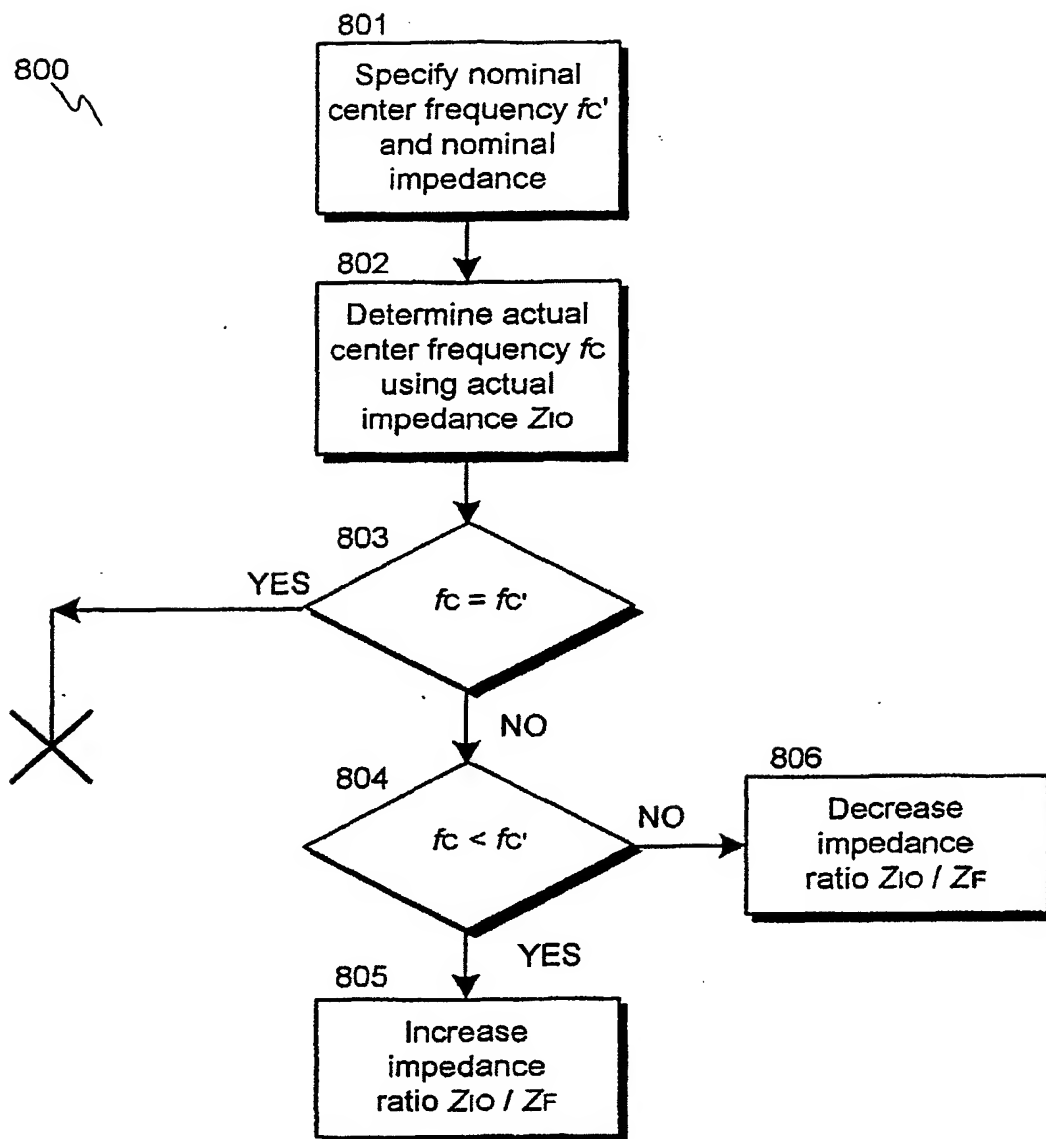 800
801
Specify nominal
center frequency fc'
and nominal
impedance
802
Determine actual
center frequency fc
using actual
impedance ZIO
803
YES
fc = fc'
NO
804
fc < fc'
NO
806
Decrease
impedance
ratio ZIO / ZF
YES
805
Increase
impedance
ratio ZIO / ZF